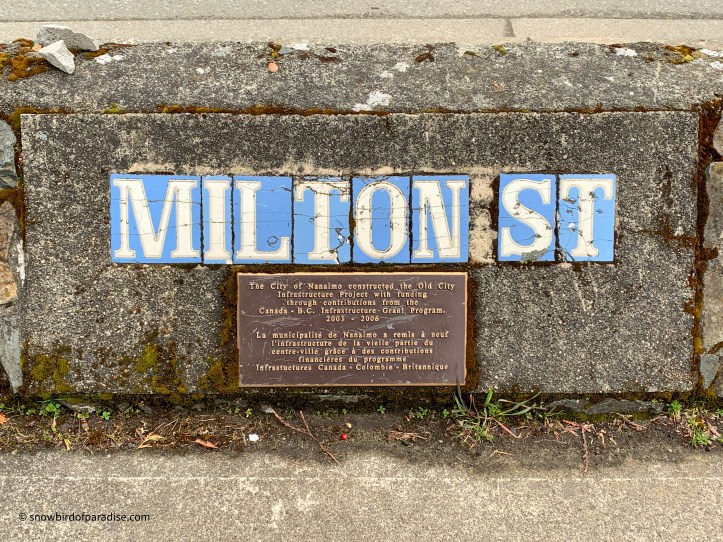 MILTON ST
The City of Nanaimo constructed the Old City
Infrastructure Project with funding
through contributions from the
Canada - B.C. Infrastructure Grant Program.
2003 - 2006
La municipalité de Nanaimo a remis à neuf
l'infrastructure de la vielle partie du
centre-ville grâce à des contributions
financières du programme
Infrastuctures Canada - Colombie - Britannique
© snowbirdofparadise.com